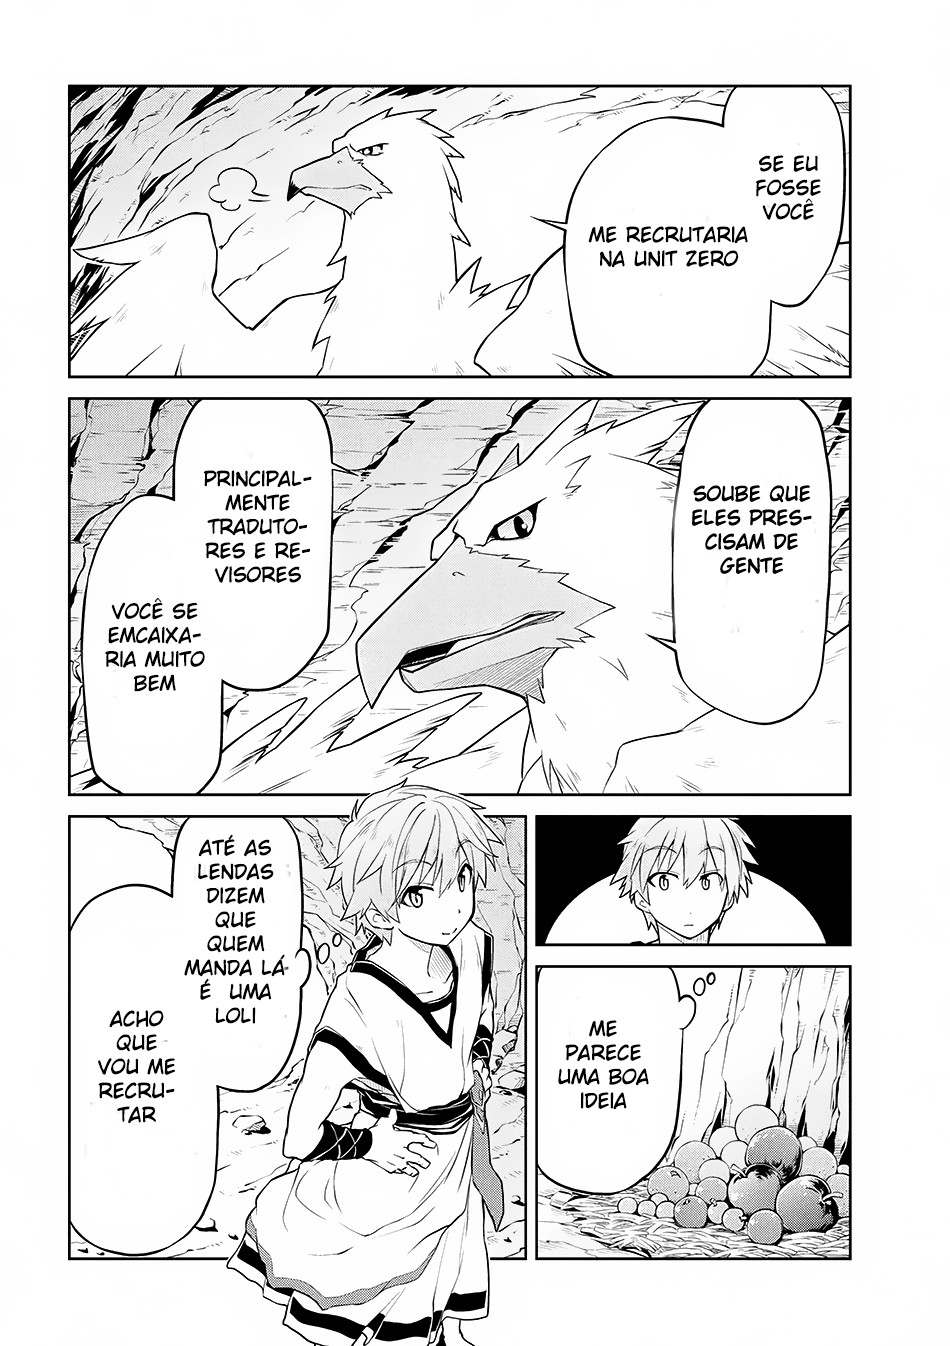 SE EU
FOSSE
VOCÊ
ME RECRUTARIA
NA UNIT ZERO
SOUBE QUE
ELES PRES-
CISAM DE
GENTE
PRINCIPAL-
MENTE
TRADUTO-
RES E RE-
VISORES
VOCÊ SE
EMCAIXA-
RIA MUITO
BEM
ME
PARECE
UMA BOA
IDEIA
ATÉ AS
LENDAS
DIZEM
QUE
QUEM
MANDA LÁ
É UMA
LOLI
ACHO
QUE
VOU ME
RECRU-
TAR